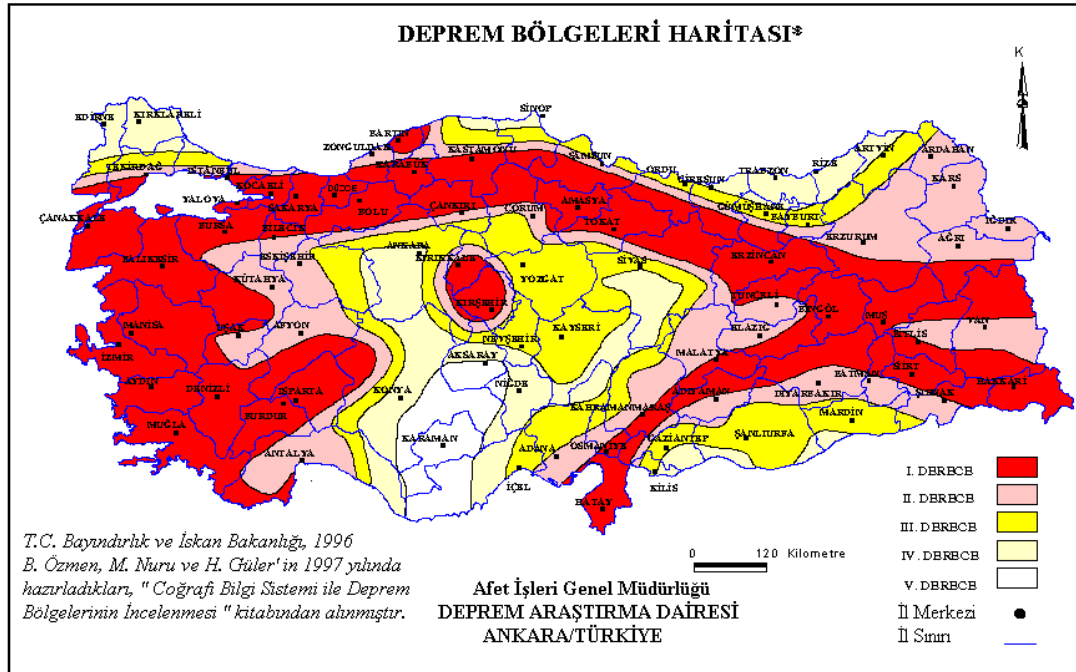 DEPREM BÖLGELERİ HARİTASI*
K
SİNOP
EDİRNE
KIRKLARELİ
BARTIN
ZONGULDAK
KASTAMONU
KARABUK
SAMSUN
ORDU
GİRESUN
TRABZON
RİZE
ARTVİN
ARDAHAN
KARS
TEKİRDAĞ
İSTANBUL
KOCAELİ
YALOVA
SAKARYA
DÜZCE
BOLU
ÇANKIRI
ÇORUM
AMASYA
TOKAT
GÜMÜŞHANE
BAYBURT
ERZURUM
IĞDIR
AĞRI
ÇANAKKALE
BURSA
BİLECİK
ESKİŞEHİR
ANKARA
KIRIKKALE
YOZGAT
SİVAS
ERZİNCAN
BALIKESİR
KÜTAHYA
KIRŞEHİR
TUNCELİ
BİNGÖL
MUŞ
VAN
BİTLİS
MANİSA
UŞAK
AFYON
NEVŞEHİR
KAYSERİ
ELAZIĞ
MALATYA
İZMİR
AKSARAY
NİĞDE
SİİRT
BATMAN
HAKKARİ
AYDIN
DENİZLİ
ISPARTA
BURDUR
KONYA
ADIYAMAN
DİYARBAKIR
ŞIRNAK
MARDİN
KAHRAMANMARAŞ
MUĞLA
KARAMAN
ADANA
OSMANİYE
GAZİANTEP
ŞANLIURFA
ANTALYA
İÇEL
KİLİS
HATAY
I. DERECE
II. DERECE
III. DERECE
IV. DERECE
V. DERECE
İl Merkezi
İl Sınırı
0 120 Kilometre
T.C. Bayındırlık ve İskan Bakanlığı, 1996
B. Özmen, M. Nuru ve H. Güler'in 1997 yılında
hazırladıkları, " Coğrafi Bilgi Sistemi ile Deprem
Bölgelerinin İncelenmesi " kitabından alınmıştır.
Afet İşleri Genel Müdürlüğü
DEPREM ARAŞTIRMA DAİRESİ
ANKARA/TÜRKİYE